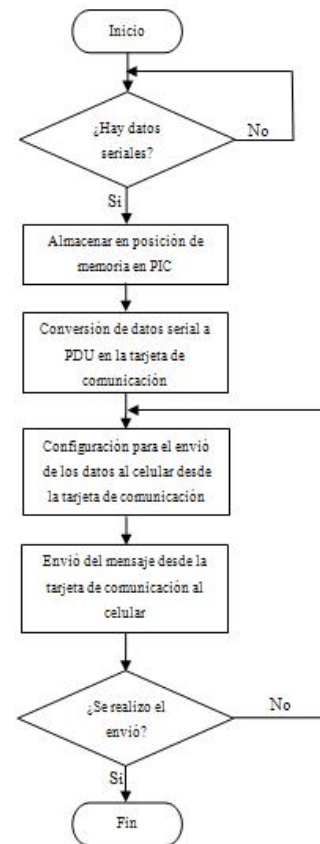 Inicio
¿Hay datos
seriales?
No
Si
Almacenar en posición de
memoria en PIC
Conversión de datos serial a
PDU en la tarjeta de
comunicación
Configuración para el envió
de los datos al celular desde
la tarjeta de comunicación
Envió del mensaje desde la
tarjeta de comunicación al
celular
¿Se realizo el
envió?
No
Si
Fin